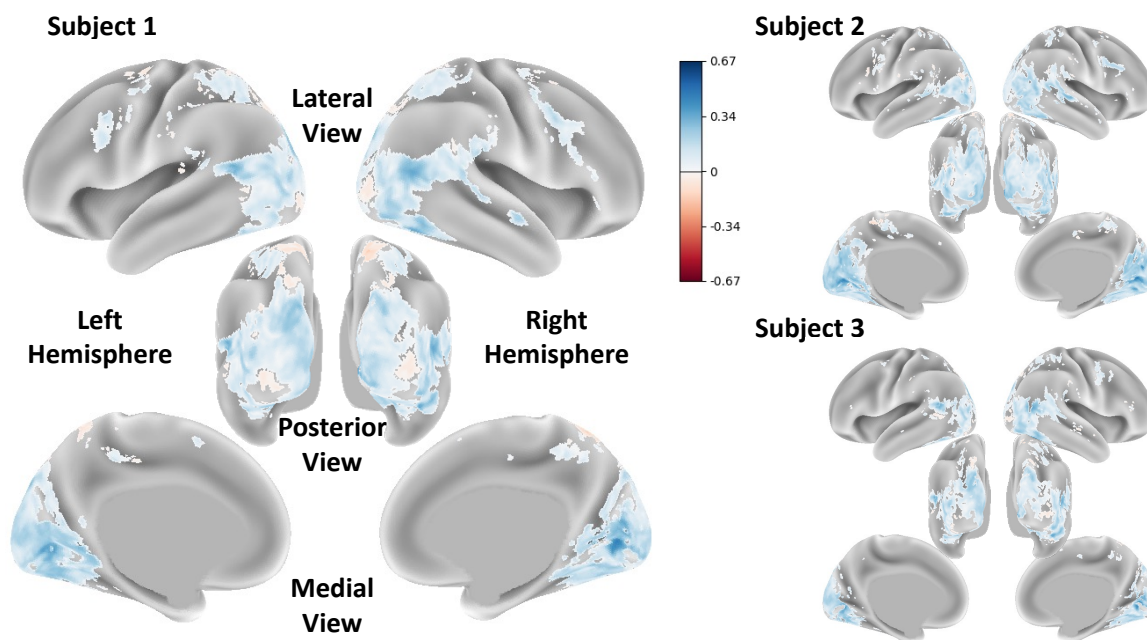 Subject 1
Lateral
View
Left
Hemisphere
Right
Hemisphere
Posterior
View
Medial
View
0.67
0.34
0
-0.34
-0.67
Subject 2
Subject 3